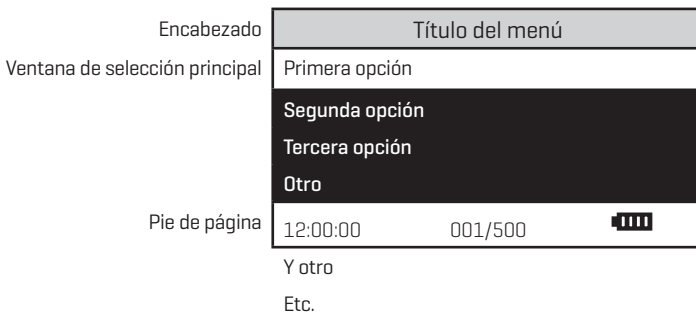 Encabezado Título del menú
Ventana de selección principal Primera opción
Segunda opción
Tercera opción
Otro
Pie de página 12:00:00 001/500
Y otro
Etc.